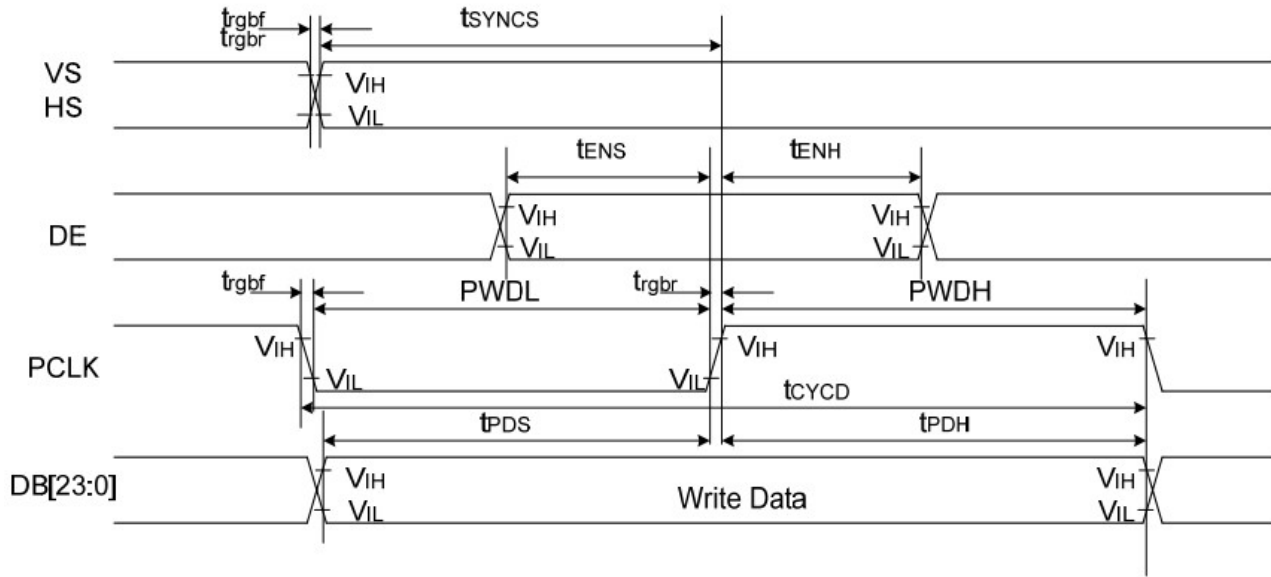 trgbf
trgbr
tSYNCS
VS
HS
VIH
VIL
tENS
tENH
DE
VIH
VIL
VIH
VIL
trgbf
PWDL
trgbr
PWDH
PCLK
VIH
VIL
VIL
VIH
VIH
tCYCD
tPDS
tPDH
DB[23:0]
VIH
VIL
Write Data
VIH
VIL